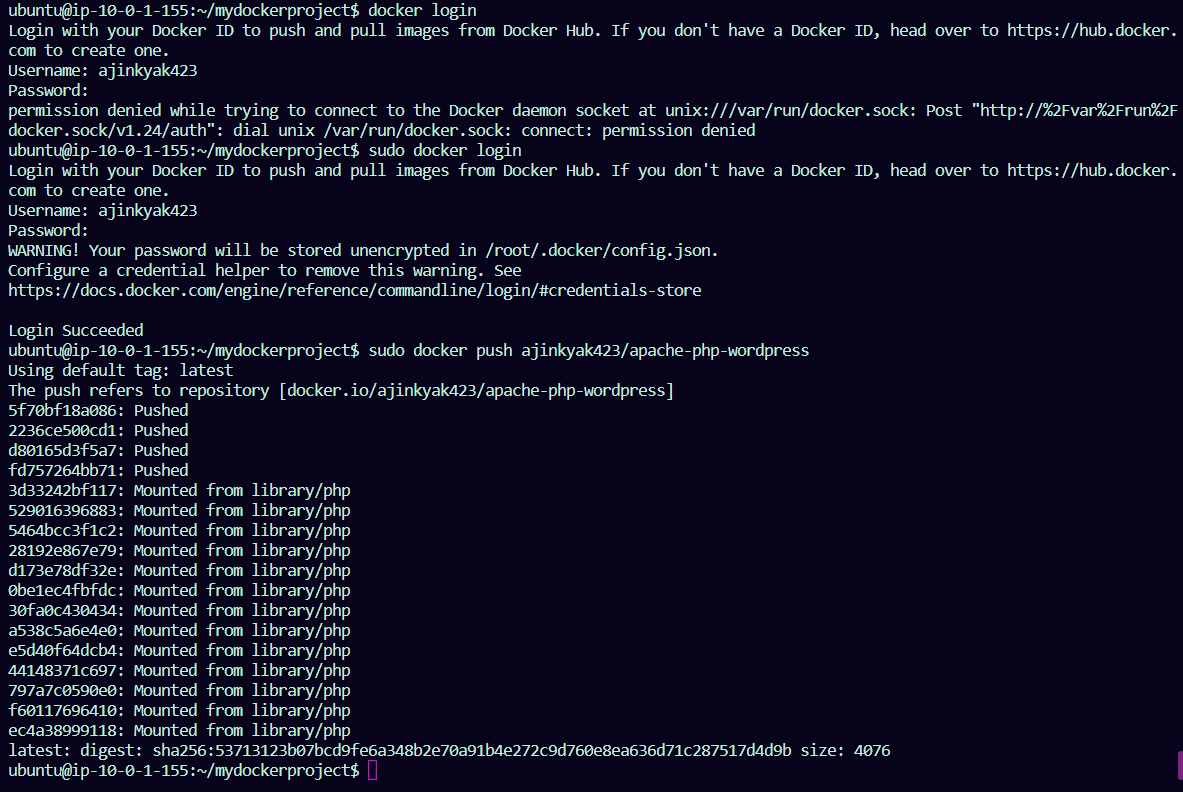 ubuntu@ip-10-0-1-155:~/mydockerproject$ docker login
Login with your Docker ID to push and pull images from Docker Hub. If you don't have a Docker ID, head over to https://hub.docker.
com to create one.
Username: ajinkyak423
Password:
permission denied while trying to connect to the Docker daemon socket at unix:///var/run/docker.sock: Post "http://%2Fvar%2Frun%2F
docker.sock/v1.24/auth": dial unix /var/run/docker.sock: connect: permission denied
ubuntu@ip-10-0-1-155:~/mydockerproject$ sudo docker login
Login with your Docker ID to push and pull images from Docker Hub. If you don't have a Docker ID, head over to https://hub.docker.
com to create one.
Username: ajinkyak423
Password:
WARNING! Your password will be stored unencrypted in /root/.docker/config.json.
Configure a credential helper to remove this warning. See
https://docs.docker.com/engine/reference/commandline/login/#credentials-store
Login Succeeded
ubuntu@ip-10-0-1-155:~/mydockerproject$ sudo docker push ajinkyak423/apache-php-wordpress
Using default tag: latest
The push refers to repository [docker.io/ajinkyak423/apache-php-wordpress]
5f70bf18a086: Pushed
2236ce500cd1: Pushed
d80165d3f5a7: Pushed
fd757264bb71: Pushed
3d33242bf117: Mounted from library/php
529016396883: Mounted from library/php
5464bcc3f1c2: Mounted from library/php
28192e867e79: Mounted from library/php
d173e78df32e: Mounted from library/php
0be1ec4fbfdc: Mounted from library/php
30fa0c430434: Mounted from library/php
a538c5a6e4e0: Mounted from library/php
e5d40f64dcb4: Mounted from library/php
44148371c697: Mounted from library/php
797a7c0590e0: Mounted from library/php
f60117696410: Mounted from library/php
ec4a38999118: Mounted from library/php
latest: digest: sha256:53713123b07bcd9fe6a348b2e70a91b4e272c9d760e8ea636d71c287517d4d9b size: 4076
ubuntu@ip-10-0-1-155:~/mydockerproject$